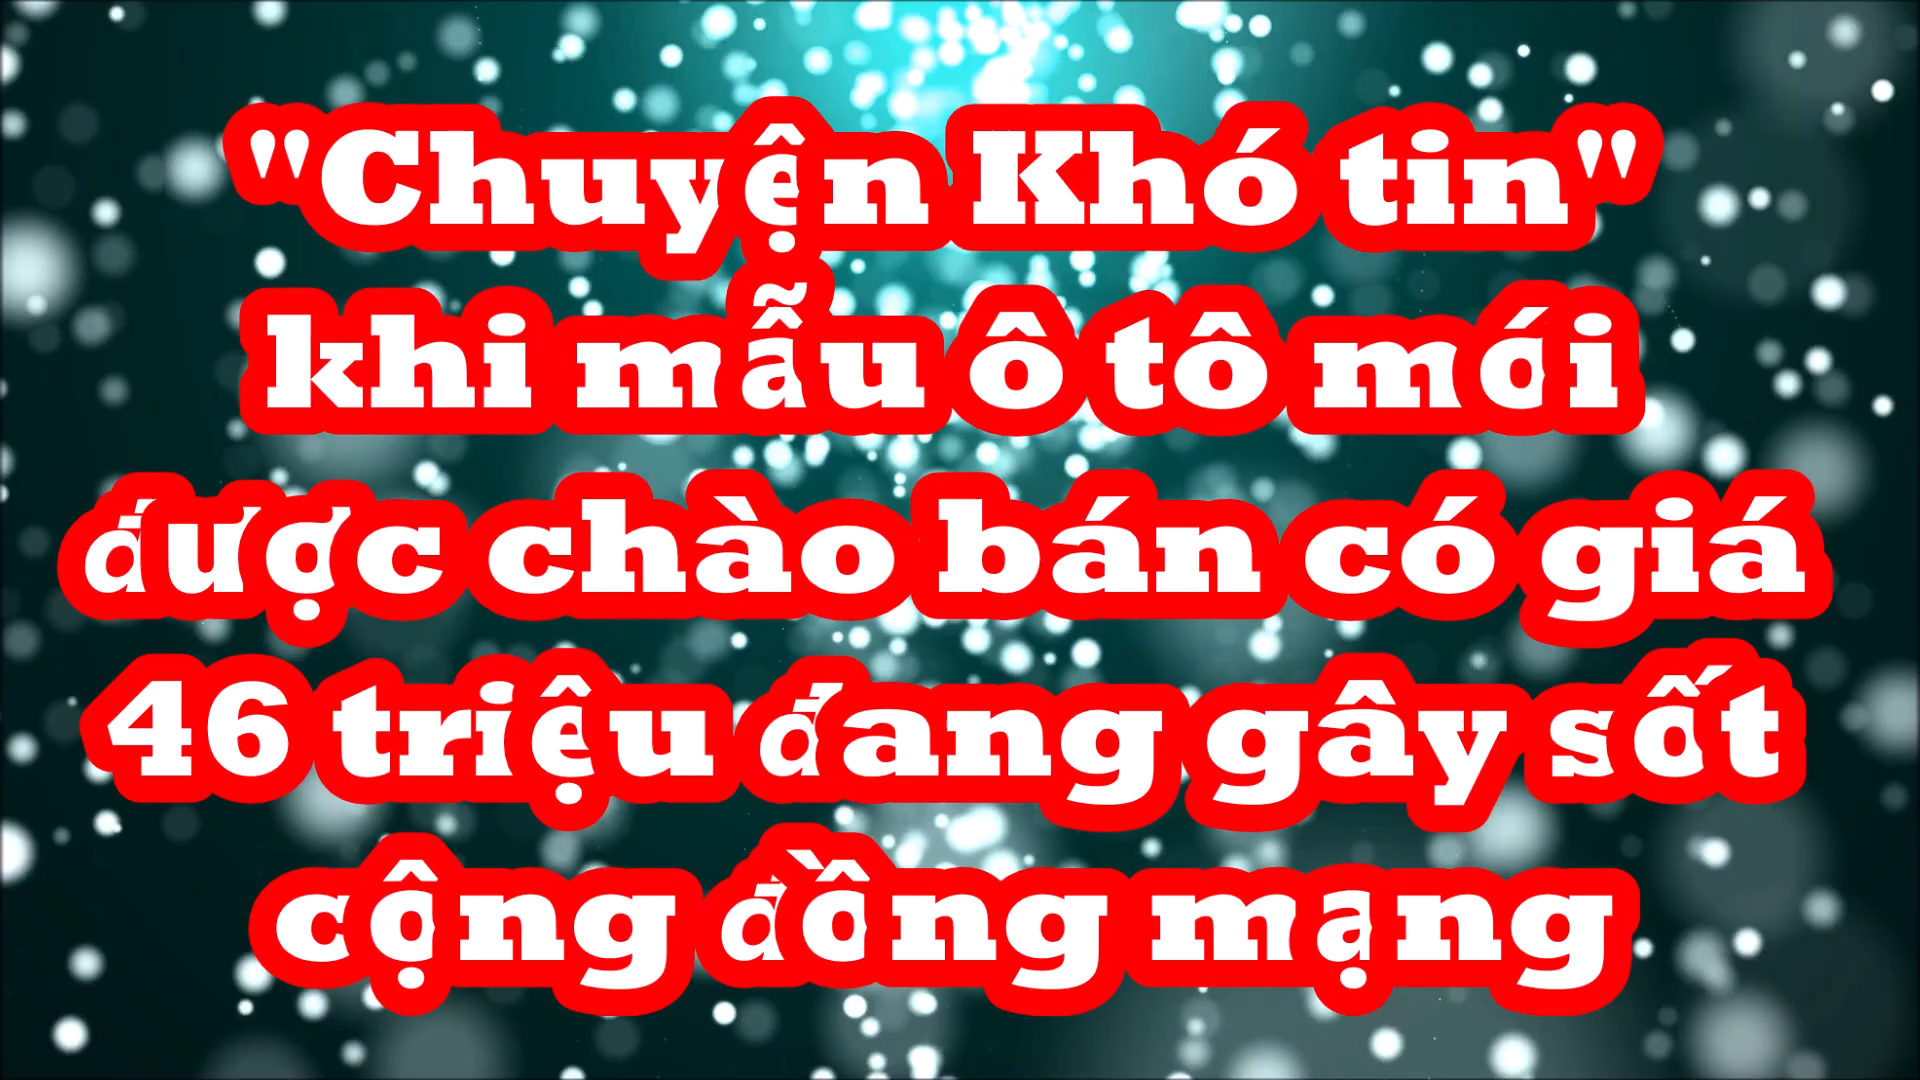 "Chuyện Khó tin"
khi mẫu ô tô mới
được chào bán có giá
46 triệu đang gây sốt
cộng đồng mạng